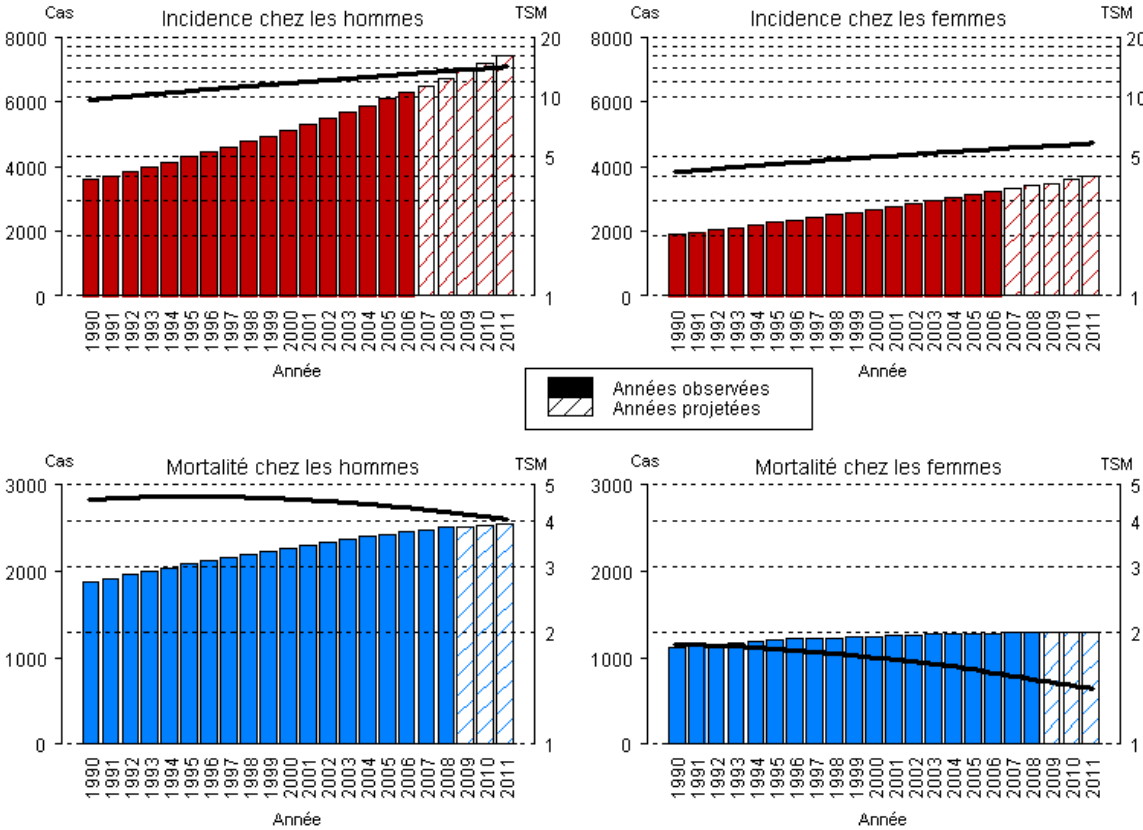 Cas Incidence chez les hommes TSM
8000 20
6000 10
4000 5
2000
0 1
1990 1991 1992 1993 1994 1995 1996 1997 1998 1999 2000 2001 2002 2003 2004 2005 2006 2007 2008 2009 2010 2011
Année
Cas Incidence chez les femmes TSM
8000 20
6000 10
4000 5
2000
0 1
1990 1991 1992 1993 1994 1995 1996 1997 1998 1999 2000 2001 2002 2003 2004 2005 2006 2007 2008 2009 2010 2011
Année
Années observées
Années projetées
Cas Mortalité chez les hommes TSM
3000 5
4
2000 3
2
1000
0 1
1990 1991 1992 1993 1994 1995 1996 1997 1998 1999 2000 2001 2002 2003 2004 2005 2006 2007 2008 2009 2010 2011
Année
Cas Mortalité chez les femmes TSM
3000 5
4
2000 3
2
1000
0 1
1990 1991 1992 1993 1994 1995 1996 1997 1998 1999 2000 2001 2002 2003 2004 2005 2006 2007 2008 2009 2010 2011
Année